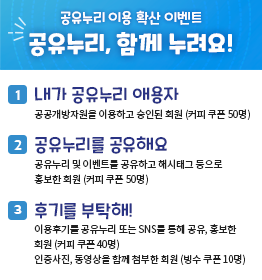 공유누리 이용 확산 이벤트
공유누리, 함께 누려요!
1 내가 공유누리 애용자
공공개방자원을 이용하고 승인된 회원 (커피 쿠폰 50명)
2 공유누리를 공유해요
공유누리 및 이벤트를 공유하고 해시태그 등으로
홍보한 회원 (커피 쿠폰 50명)
3 후기를 부탁해!
이용후기를 공유누리 또는 SNS를 통해 공유, 홍보한
회원 (커피 쿠폰 40명)
인증사진, 동영상을 함께 첨부한 회원 (빙수 쿠폰 10명)